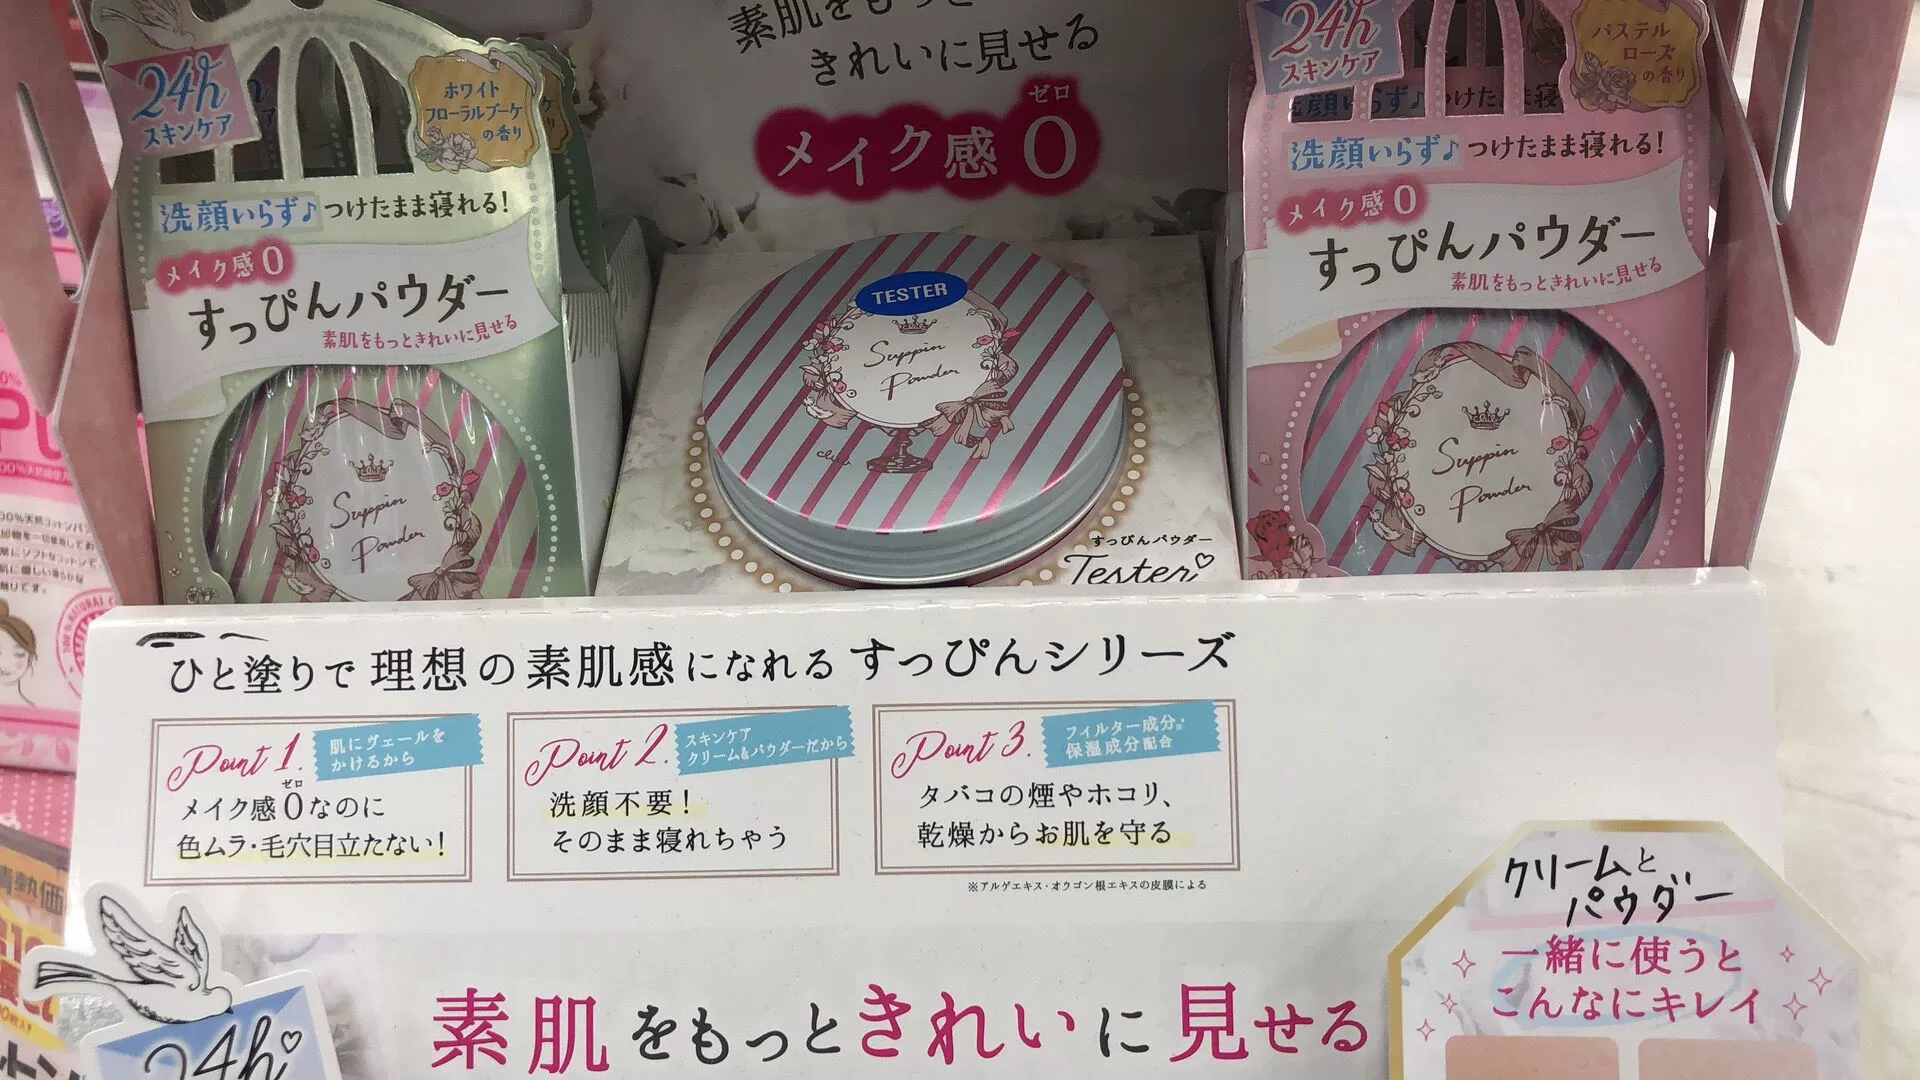 24h
スキンケア
ホワイト
フローラルブーケ
の香り
洗顔いらず♪つけたまま寝れる!
メイク感0
すっぴんパウダー
素肌をもっときれいに見せる
Suppin
Powder
素肌をもっと
きれいに見せる
ゼロ
メイク感0
TESTER
Suppin
Powder
club
すっぴんパウダー
Tester♡
24h
スキンケア
パステル
ローズ
の香り
洗顔いらず♪つけたまま寝れる!
メイク感0
すっぴんパウダー
素肌をもっときれいに見せる
Suppin
Powder
ひと塗りで理想の素肌感になれるすっぴんシリーズ
Point 1.
肌にヴェールを
かけるから
ゼロ
メイク感0なのに
色ムラ・毛穴目立たない!
Point 2.
スキンケア
クリーム&パウダーだから
洗顔不要!
そのまま寝れちゃう
Point 3.
フィルター成分※
保湿成分配合
タバコの煙やホコリ、
乾燥からお肌を守る
※アルゲエキス・オウゴン根エキスの皮膜による
24h♡
素肌をもっときれいに見せる
クリームと
パウダー
一緒に使うと
こんなにキレイ